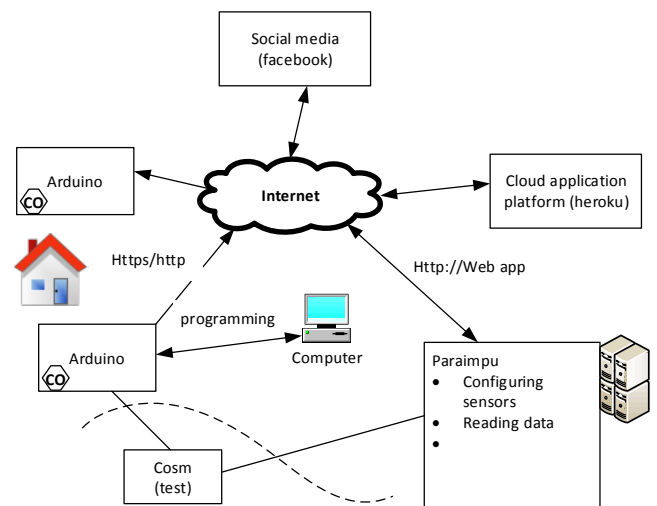 Social media
(facebook)
Arduino
CO
Internet
Cloud application
platform (heroku)
Https/http
Http://Web app
programming
Computer
Arduino
CO
Paraimpu
• Configuring
sensors
• Reading data
•
Cosm
(test)